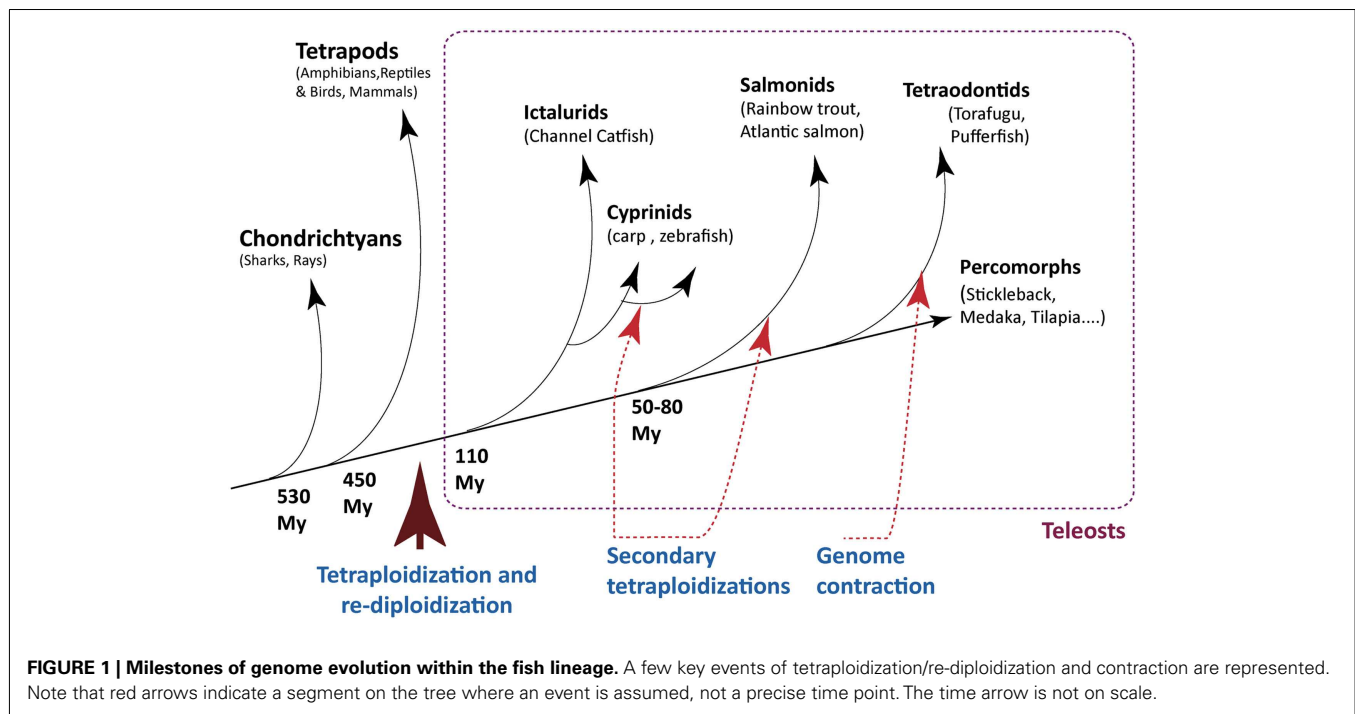 Tetrapods
(Amphibians,Reptiles
& Birds, Mammals)
Chondrichtyans
(Sharks, Rays)
Ictalurids
(Channel Catfish)
Cyprinids
(carp , zebrafish)
Salmonids
(Rainbow trout,
Atlantic salmon)
Tetraodontids
(Torafugu,
Pufferfish)
Percomorphs
(Stickleback,
Medaka, Tilapia....)
530
My
450
My
110
My
50-80
My
Teleosts
Tetraploidization and
re-diploidization
Secondary
tetraploidizations
Genome
contraction
FIGURE 1 | Milestones of genome evolution within the fish lineage. A few key events of tetraploidization/re-diploidization and contraction are represented.
Note that red arrows indicate a segment on the tree where an event is assumed, not a precise time point. The time arrow is not on scale.